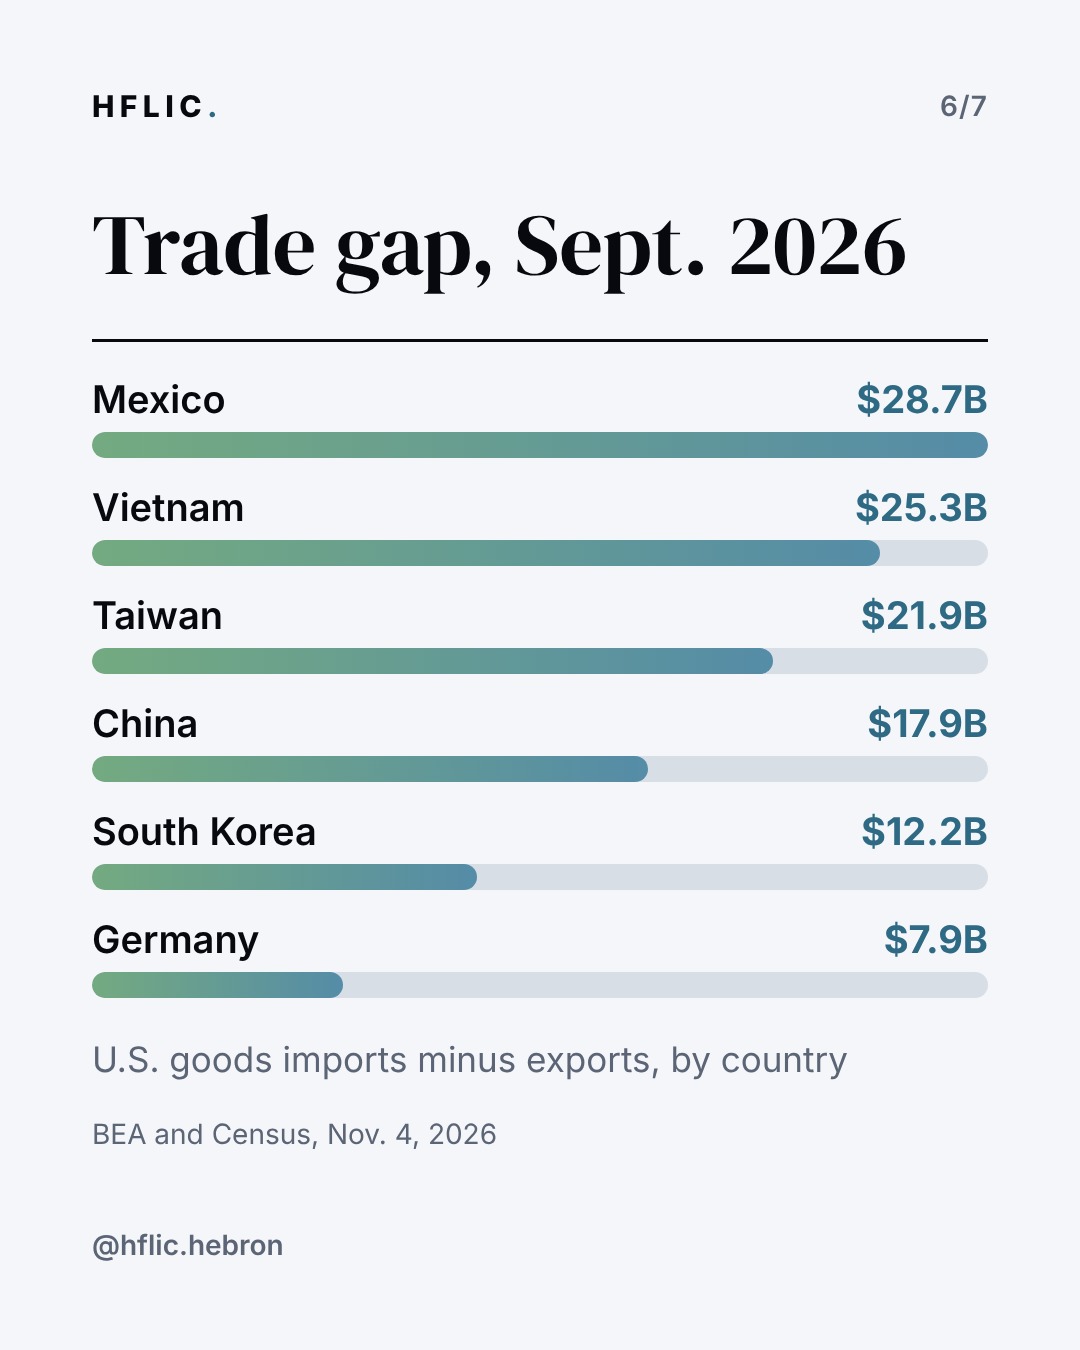 HFLIC.
6/7
Trade gap, Sept. 2026
Mexico
$28.7B
Vietnam
$25.3B
Taiwan
$21.9B
China
$17.9B
South Korea
$12.2B
Germany
$7.9B
U.S. goods imports minus exports, by country
BEA and Census, Nov. 4, 2026
@hflic.hebron